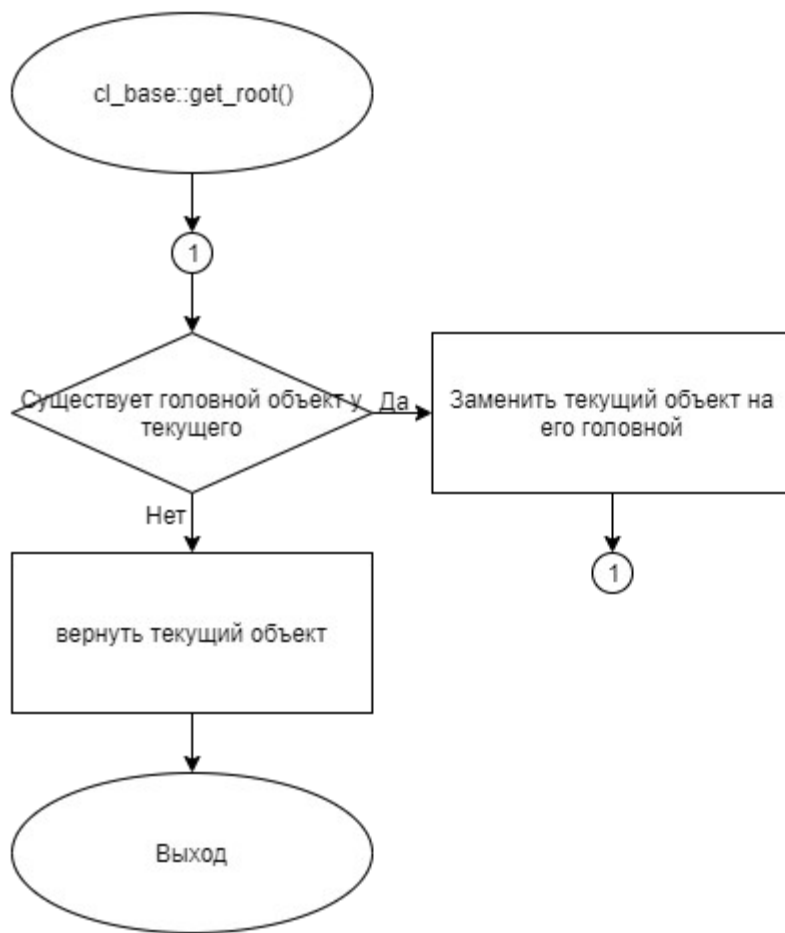 cl_base::get_root()
1
Существует головной объект у
текущего
Да
Заменить текущий объект на
его головной
Нет
1
вернуть текущий объект
Выход